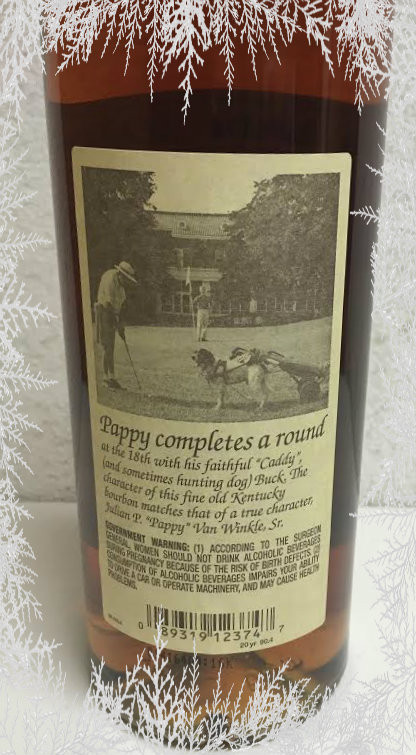 Pappy completes a round
at the 18th with his faithful "Caddy",
(and sometimes hunting dog) Buck. The
character of this fine old Kentucky
bourbon matches that of a true character,
Julian P. "Pappy" Van Winkle, Sr.
GOVERNMENT WARNING: (1) ACCORDING TO THE SURGEON
GENERAL WOMEN SHOULD NOT DRINK ALCOHOLIC BEVERAGES
DURING PREGNANCY BECAUSE OF THE RISK OF BIRTH DEFECTS (2)
CONSUMPTION OF ALCOHOLIC BEVERAGES IMPAIRS YOUR ABILITY
TO DRIVE A CAR OR OPERATE MACHINERY, AND MAY CAUSE HEALTH
PROBLEMS.
0 89319 12374 7
20 yr 90.4